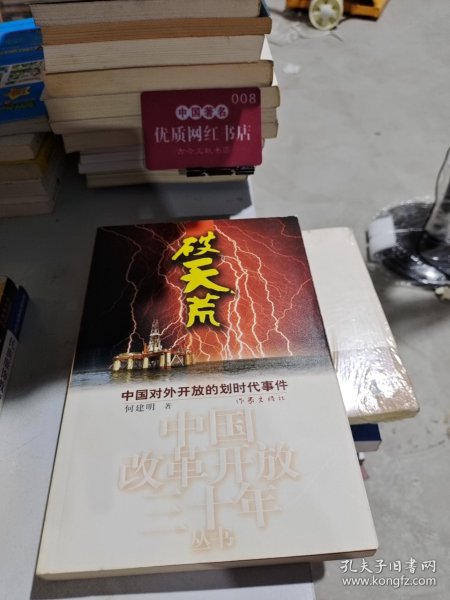 008
中国著名
优质网红书店
破天荒
中国对外开放的划时代事件
何建明 著
作家出版社
中国
改革开放
三十年
丛书
孔夫子旧书网
www.kongfz.com